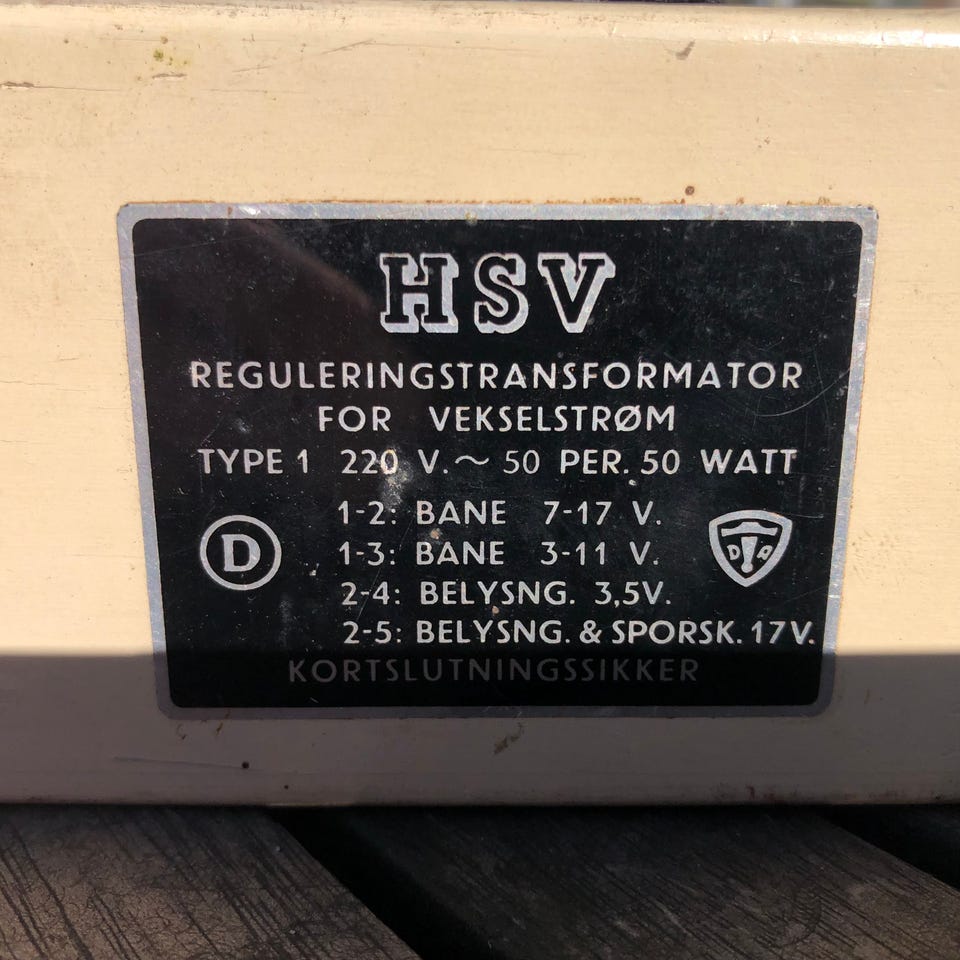 HSV
REGULERINGSTRANSFORMATOR
FOR VEKSELSTRØM
TYPE 1 220 V. ~ 50 PER. 50 WATT
1-2: BANE 7-17 V.
1-3: BANE 3-11 V.
2-4: BELYSNG. 3,5V.
2-5: BELYSNG. & SPORSK. 17V.
KORTSLUTNINGSSIKKER
D
D A